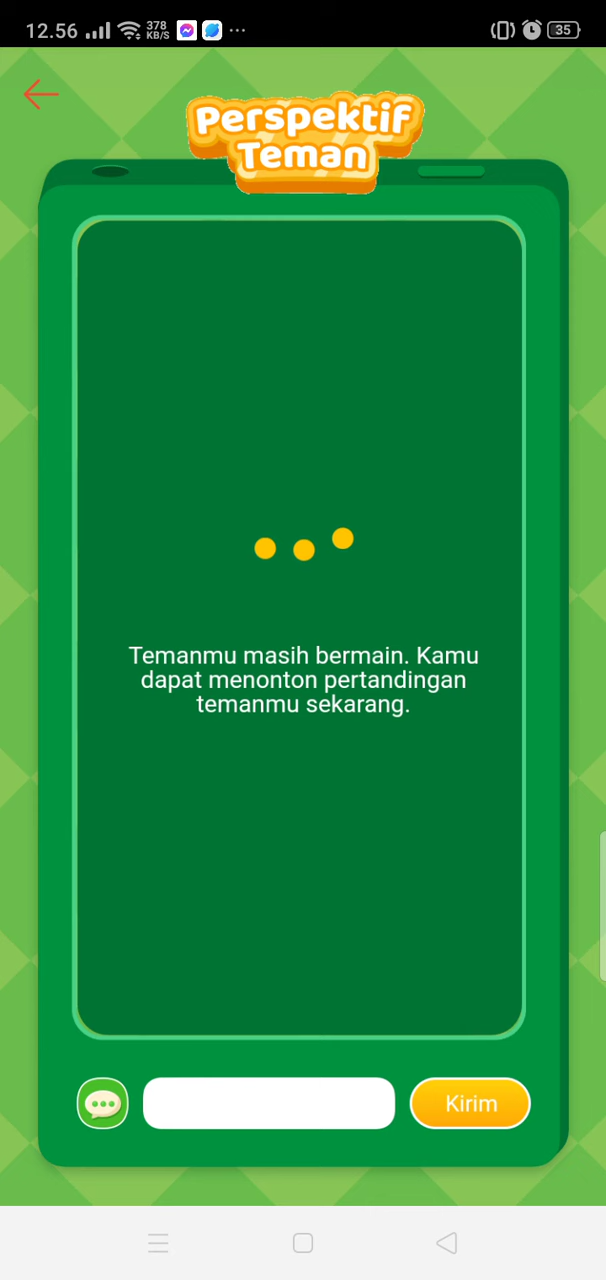 12.56
378
KB/S
35
Perspektif
Teman
Temanmu masih bermain. Kamu
dapat menonton pertandingan
temanmu sekarang.
Kirim